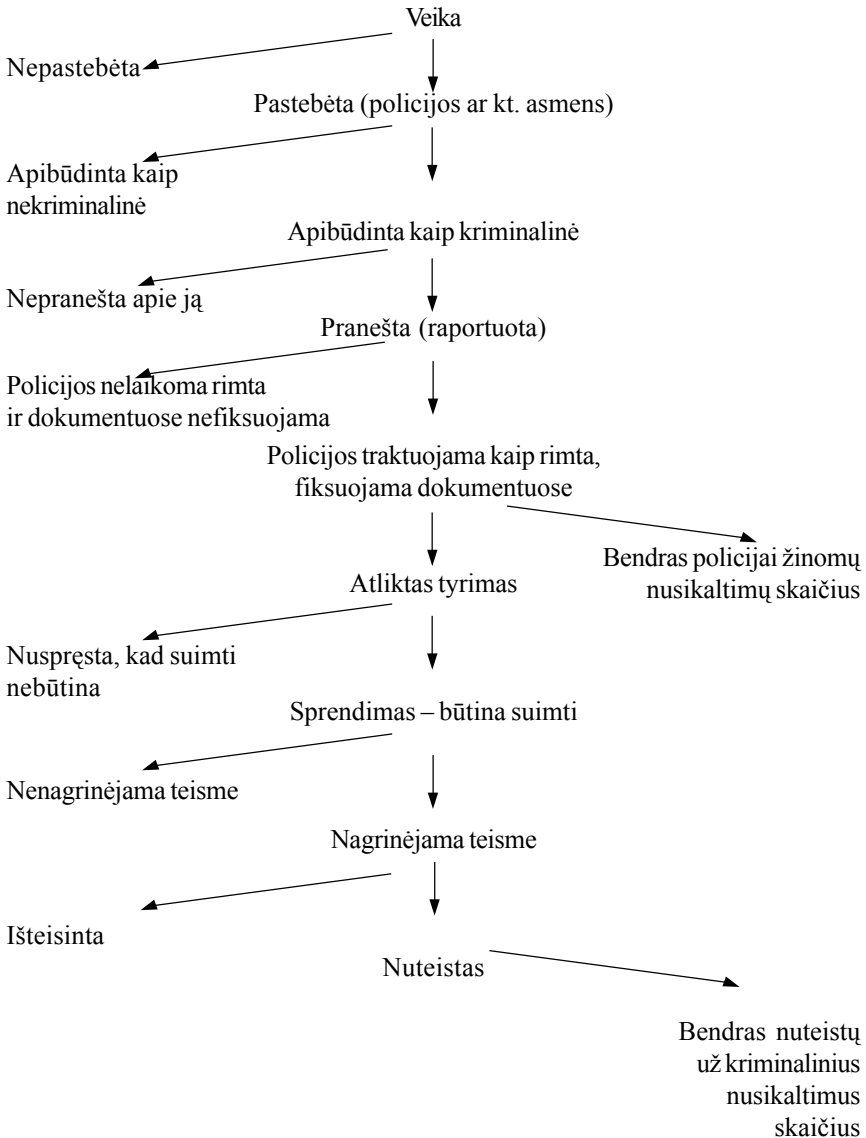 Veika
Nepastebėta
Pastebėta (policijos ar kt. asmens)
Apibūdinta kaip
nekriminalinė
Apibūdinta kaip kriminalinė
Nepranešta apie ją
Pranešta (raportuota)
Policijos nelaikoma rimta
ir dokumentuose nefiksuojama
Policijos traktuojama kaip rimta,
fiksuojama dokumentuose
Bendras policijai žinomų
nusikaltimų skaičius
Atliktas tyrimas
Nuspręsta, kad suimti
nebūtina
Sprendimas – būtina suimti
Nenagrinėjama teisme
Nagrinėjama teisme
Išteisinta
Nuteistas
Bendras nuteistų
už kriminalinius
nusikaltimus
skaičius